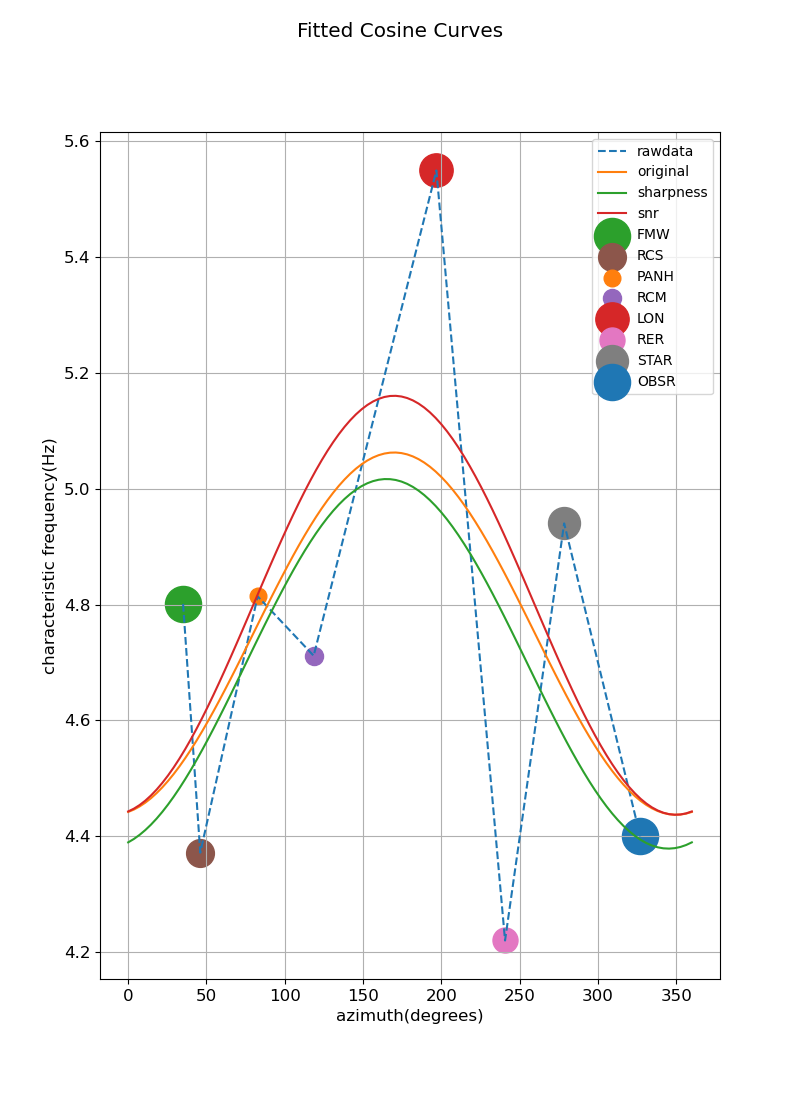 Fitted Cosine Curves
5.6
5.4
5.2
5.0
4.8
4.6
4.4
4.2
characteristic frequency(Hz)
rawdata
original
sharpness
snr
FMW
RCS
PANH
RCM
LON
RER
STAR
OBSR
0 50 100 150 200 250 300 350
azimuth(degrees)